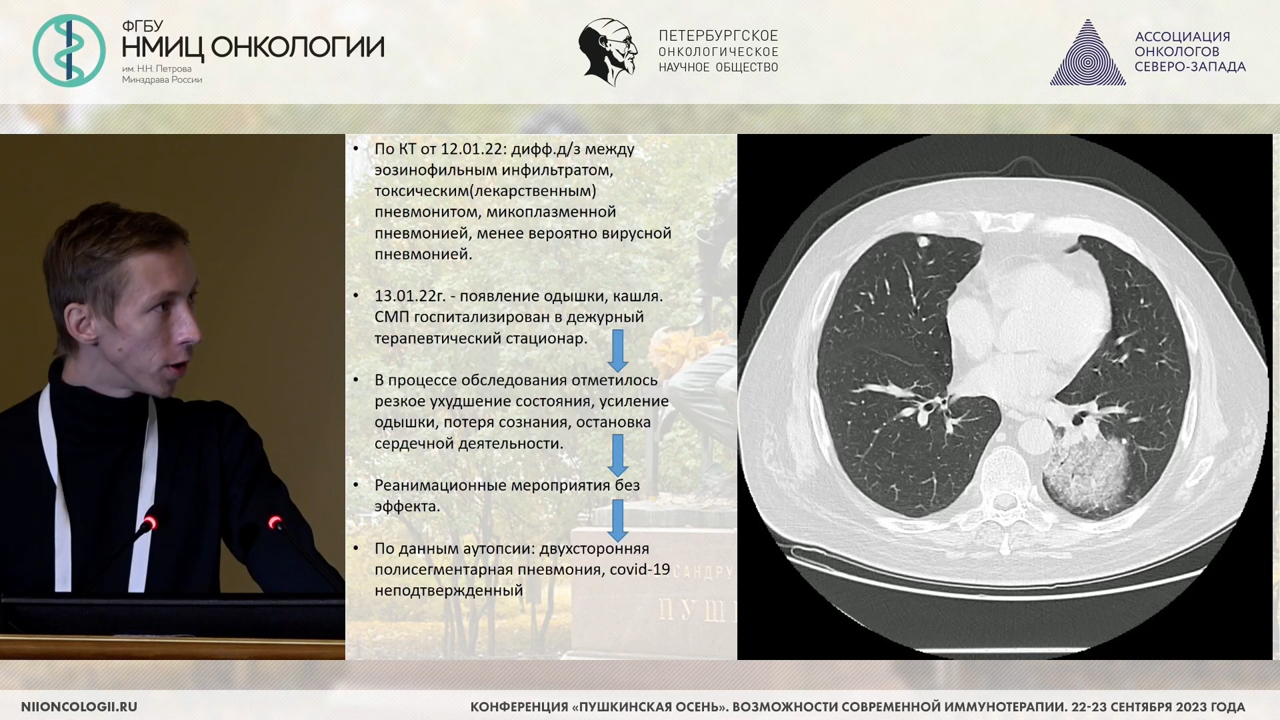 ФГБУ
НМИЦ ОНКОЛОГИИ
им. Н.Н. Петрова
Минздрава России
ПЕТЕРБУРГСКОЕ
ОНКОЛОГИЧЕСКОЕ
НАУЧНОЕ ОБЩЕСТВО
АССОЦИАЦИЯ
ОНКОЛОГОВ
СЕВЕРО-ЗАПАДА
• По КТ от 12.01.22: дифф.д/з между
эозинофильным инфильтратом,
токсическим(лекарственным)
пневмонитом, микоплазменной
пневмонией, менее вероятно вирусной
пневмонией.
• 13.01.22г. - появление одышки, кашля.
СМП госпитализирован в дежурный
терапевтический стационар.
• В процессе обследования отметилось
резкое ухудшение состояния, усиление
одышки, потеря сознания, остановка
сердечной деятельности.
• Реанимационные мероприятия без
эффекта.
• По данным аутопсии: двухсторонняя
полисегментарная пневмония, covid-19
неподтвержденный
NIIONCOLOGII.RU
КОНФЕРЕНЦИЯ «ПУШКИНСКАЯ ОСЕНЬ». ВОЗМОЖНОСТИ СОВРЕМЕННОЙ ИММУНОТЕРАПИИ. 22-23 СЕНТЯБРЯ 2023 ГОДА